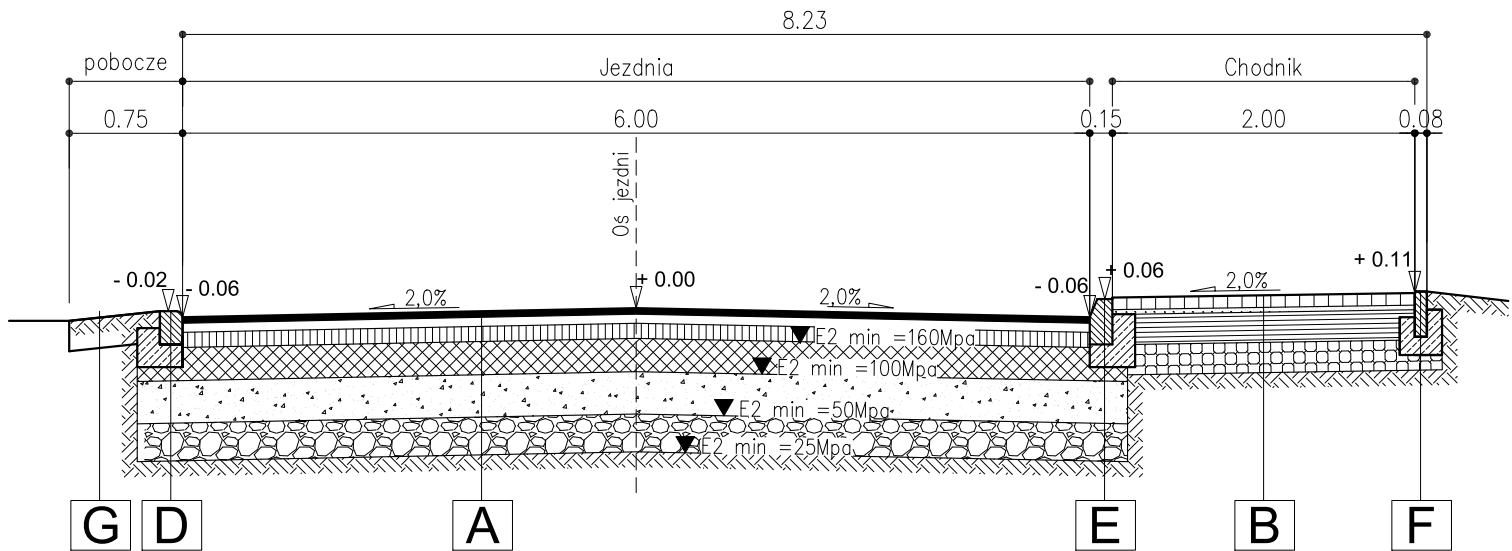 8.23
pobocze
Jezdnia
Chodnik
0.75
6.00
0.15
2.00
0.08
Oś jezdni
- 0.02
- 0.06
+ 0.00
- 0.06
+ 0.06
+ 0.11
2,0%
2,0%
2,0%
E2 min =160Mpa
E2 min =100Mpa
E2 min =50Mpa
E2 min =25Mpa
G
D
A
E
B
F